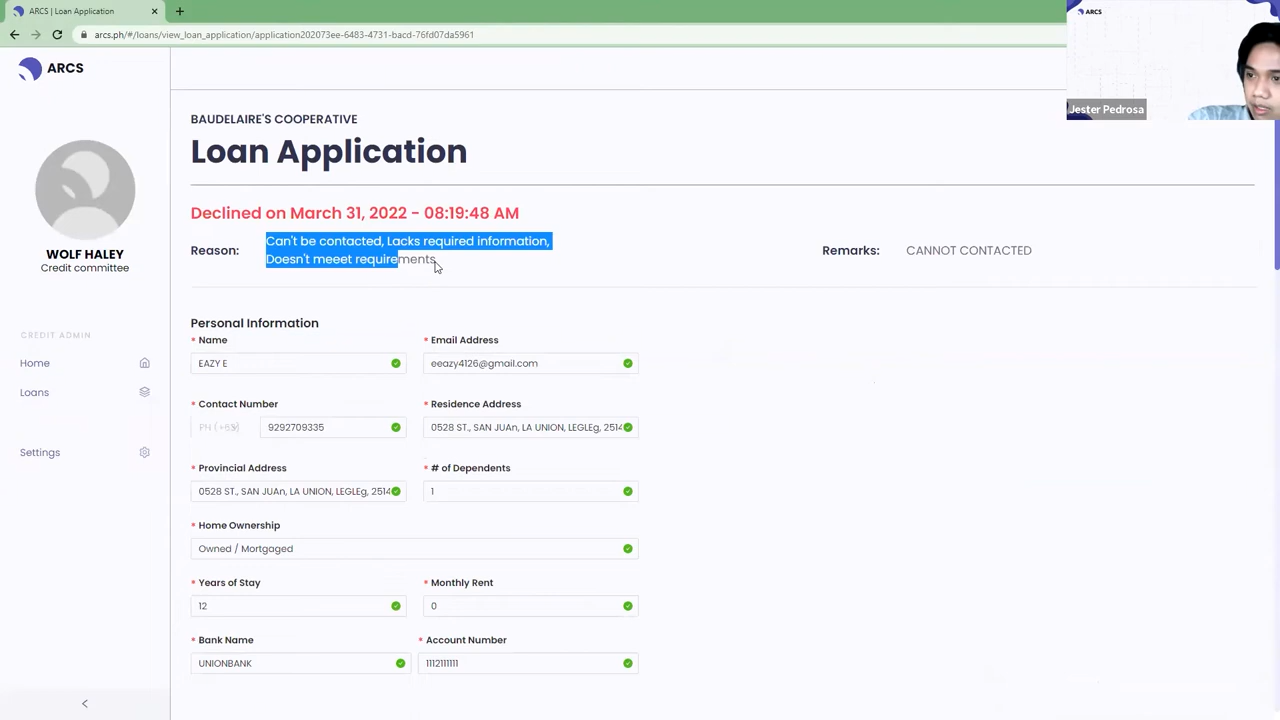 ARCS | Loan Application
arcs.ph/#/loans/view_loan_application/application202073ee-6483-4731-bacd-76fd07da5961
ARCS
Jester Pedrosa
ARCS
WOLF HALEY
Credit committee
CREDIT ADMIN
Home
Loans
Settings
BAUDELAIRE'S COOPERATIVE
Loan Application
Declined on March 31, 2022 - 08:19:48 AM
Reason:
Can't be contacted, Lacks required information,
Doesn't meeet requirements
Remarks: CANNOT CONTACTED
Personal Information
* Name
EAZY E
* Email Address
eeazy4126@gmail.com
* Contact Number
PH (+63)
9292709335
* Residence Address
0528 ST., SAN JUAn, LA UNION, LEGLEg, 2514
* Provincial Address
0528 ST., SAN JUAn, LA UNION, LEGLEg, 2514
* # of Dependents
1
* Home Ownership
Owned / Mortgaged
* Years of Stay
12
* Monthly Rent
0
* Bank Name
UNIONBANK
* Account Number
1112111111